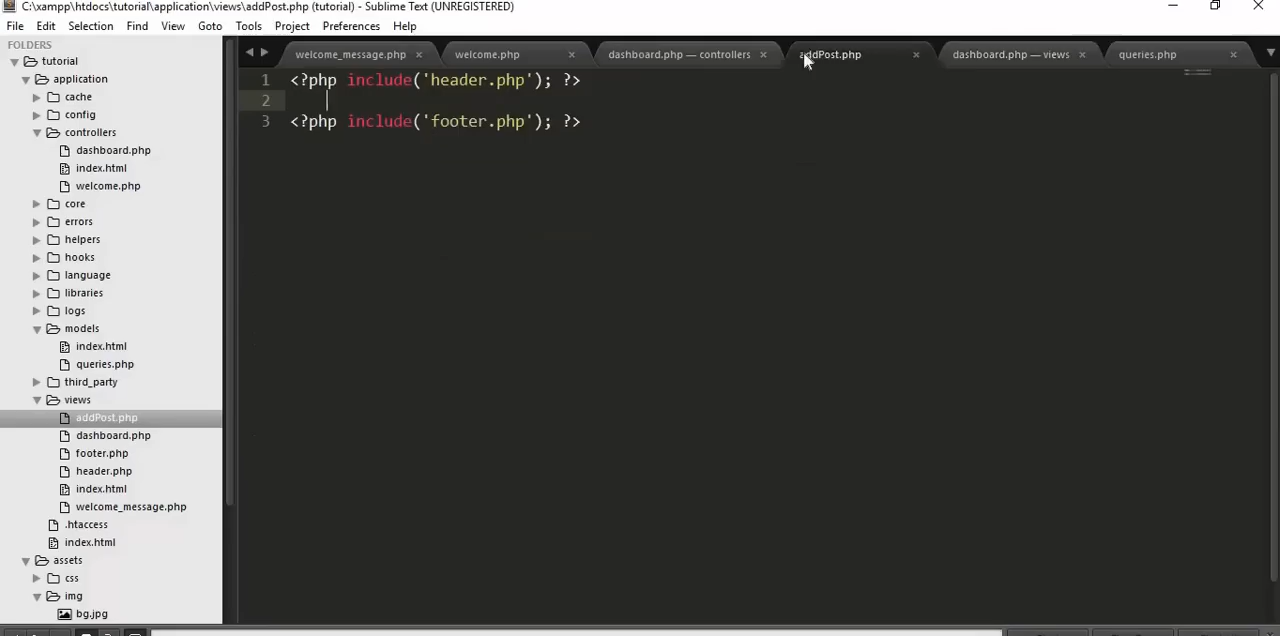 C:\xampp\htdocs\tutorial\application\views\addPost.php (tutorial) - Sublime Text (UNREGISTERED)
File Edit Selection Find View Goto Tools Project Preferences Help
FOLDERS
tutorial
application
cache
config
controllers
dashboard.php
index.html
welcome.php
core
errors
helpers
hooks
language
libraries
logs
models
index.html
queries.php
third_party
views
addPost.php
dashboard.php
footer.php
header.php
index.html
welcome_message.php
.htaccess
index.html
assets
css
img
bg.jpg
welcome_message.php × welcome.php × dashboard.php — controllers × addPost.php × dashboard.php — views × queries.php ×
1 <?php include('header.php'); ?>
2
3 <?php include('footer.php'); ?>